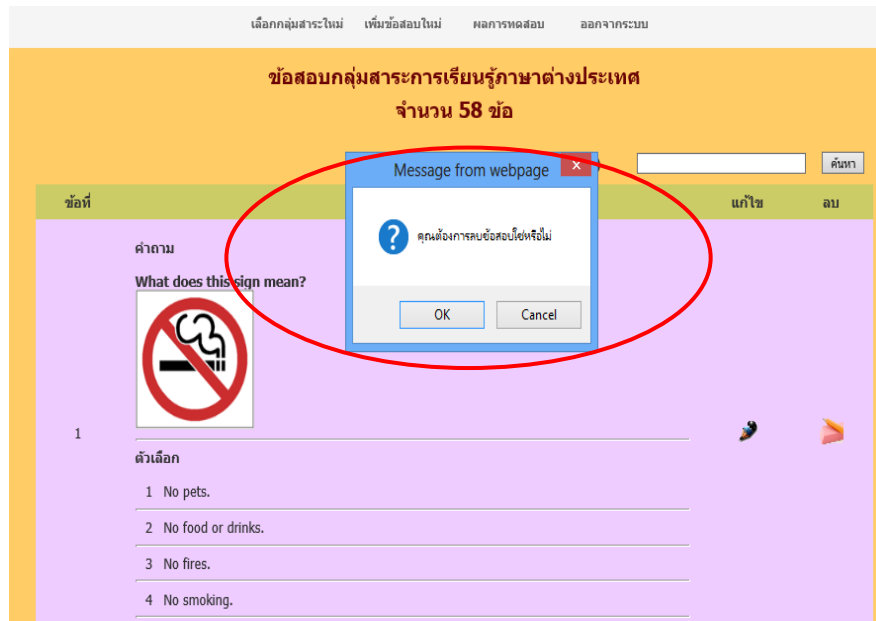 เลือกกลุ่มสาระใหม่ เพิ่มข้อสอบใหม่ ผลการทดสอบ ออกจากระบบ
ข้อสอบกลุ่มสาระการเรียนรู้ภาษาต่างประเทศ
จำนวน 58 ข้อ
Message from webpage x
ค้นหา
ข้อที่ แก้ไข ลบ
คุณต้องการลบข้อสอบใช่หรือไม่
OK Cancel
คำถาม
What does this sign mean?
1
ตัวเลือก
1 No pets.
2 No food or drinks.
3 No fires.
4 No smoking.